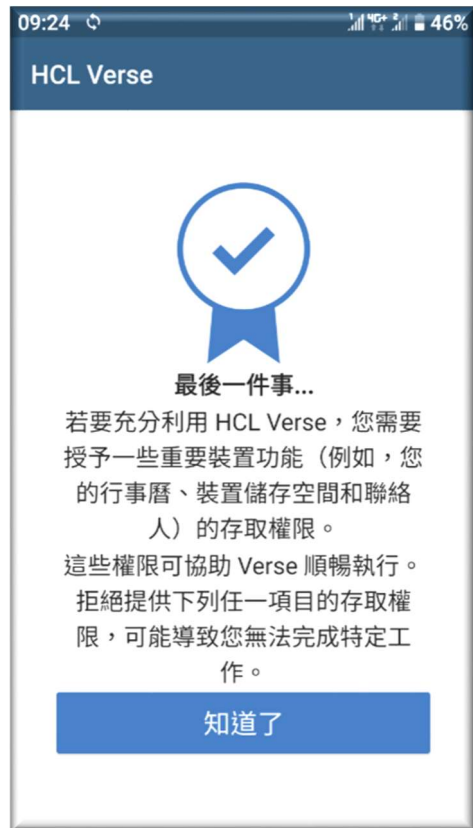 09:24
4G+
46%
HCL Verse
最後一件事...
若要充分利用 HCL Verse，您需要
授予一些重要裝置功能（例如，您
的行事曆、裝置儲存空間和聯絡
人）的存取權限。
這些權限可協助 Verse 順暢執行。
拒絕提供下列任一項目的存取權
限，可能導致您無法完成特定工
作。
知道了